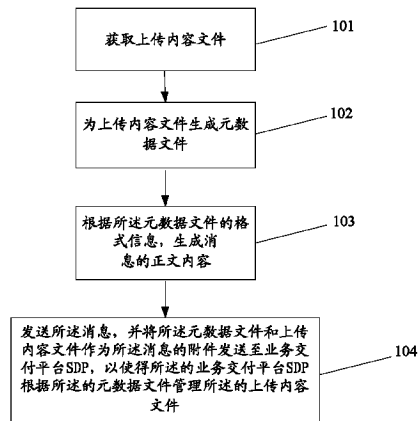 获取上传内容文件
101
为上传内容文件生成元数
据文件
102
根据所述元数据文件的格
式信息，生成消
息的正文内容
103
发送所述消息，并将所述元数据文件和上传
内容文件作为所述消息的附件发送至业务交
付平台SDP，以使得所述的业务交付平台SDP
根据所述的元数据文件管理所述的上传内容
文件
104